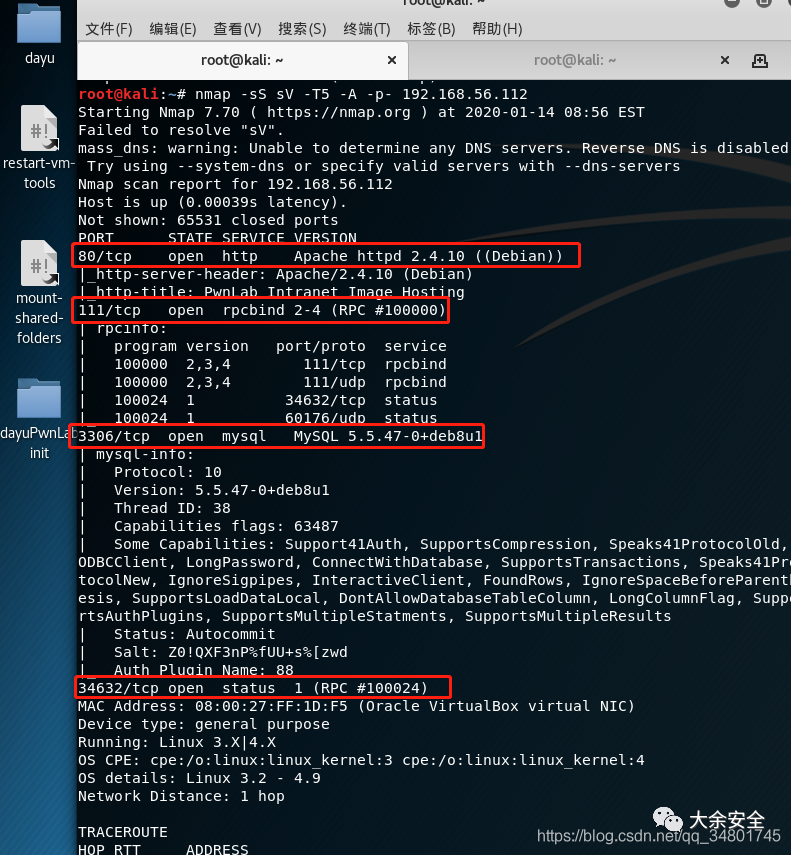 root@kali: ~
文件(F) 编辑(E) 查看(V) 搜索(S) 终端(T) 标签(B) 帮助(H)
root@kali: ~ × root@kali: ~ ×
dayu
restart-vm-
tools
mount-
shared-
folders
dayuPwnLab
init
root@kali:~# nmap -sS sV -T5 -A -p- 192.168.56.112
Starting Nmap 7.70 ( https://nmap.org ) at 2020-01-14 08:56 EST
Failed to resolve "sV".
mass_dns: warning: Unable to determine any DNS servers. Reverse DNS is disabled
 Try using --system-dns or specify valid servers with --dns-servers
Nmap scan report for 192.168.56.112
Host is up (0.00039s latency).
Not shown: 65531 closed ports
PORT STATE SERVICE VERSION
80/tcp open http Apache httpd 2.4.10 ((Debian))
|_http-server-header: Apache/2.4.10 (Debian)
|_http-title: PwnLab Intranet Image Hosting
111/tcp open rpcbind 2-4 (RPC #100000)
| rpcinfo:
| program version port/proto service
| 100000 2,3,4 111/tcp rpcbind
| 100000 2,3,4 111/udp rpcbind
| 100024 1 34632/tcp status
|_ 100024 1 60176/udp status
3306/tcp open mysql MySQL 5.5.47-0+deb8u1
| mysql-info:
| Protocol: 10
| Version: 5.5.47-0+deb8u1
| Thread ID: 38
| Capabilities flags: 63487
| Some Capabilities: Support41Auth, SupportsCompression, Speaks41ProtocolOld,
ODBCClient, LongPassword, ConnectWithDatabase, SupportsTransactions, Speaks41Pro
tocolNew, IgnoreSigpipes, InteractiveClient, FoundRows, IgnoreSpaceBeforeParenth
esis, SupportsLoadDataLocal, DontAllowDatabaseTableColumn, LongColumnFlag, Suppo
rtsAuthPlugins, SupportsMultipleStatments, SupportsMultipleResults
| Status: Autocommit
| Salt: Z0!QXF3nP%fUU+s%[zwd
|_ Auth Plugin Name: 88
34632/tcp open status 1 (RPC #100024)
MAC Address: 08:00:27:FF:1D:F5 (Oracle VirtualBox virtual NIC)
Device type: general purpose
Running: Linux 3.X|4.X
OS CPE: cpe:/o:linux:linux_kernel:3 cpe:/o:linux:linux_kernel:4
OS details: Linux 3.2 - 4.9
Network Distance: 1 hop
TRACEROUTE
HOP RTT ADDRESS
大余安全
https://blog.csdn.net/qq_34801745